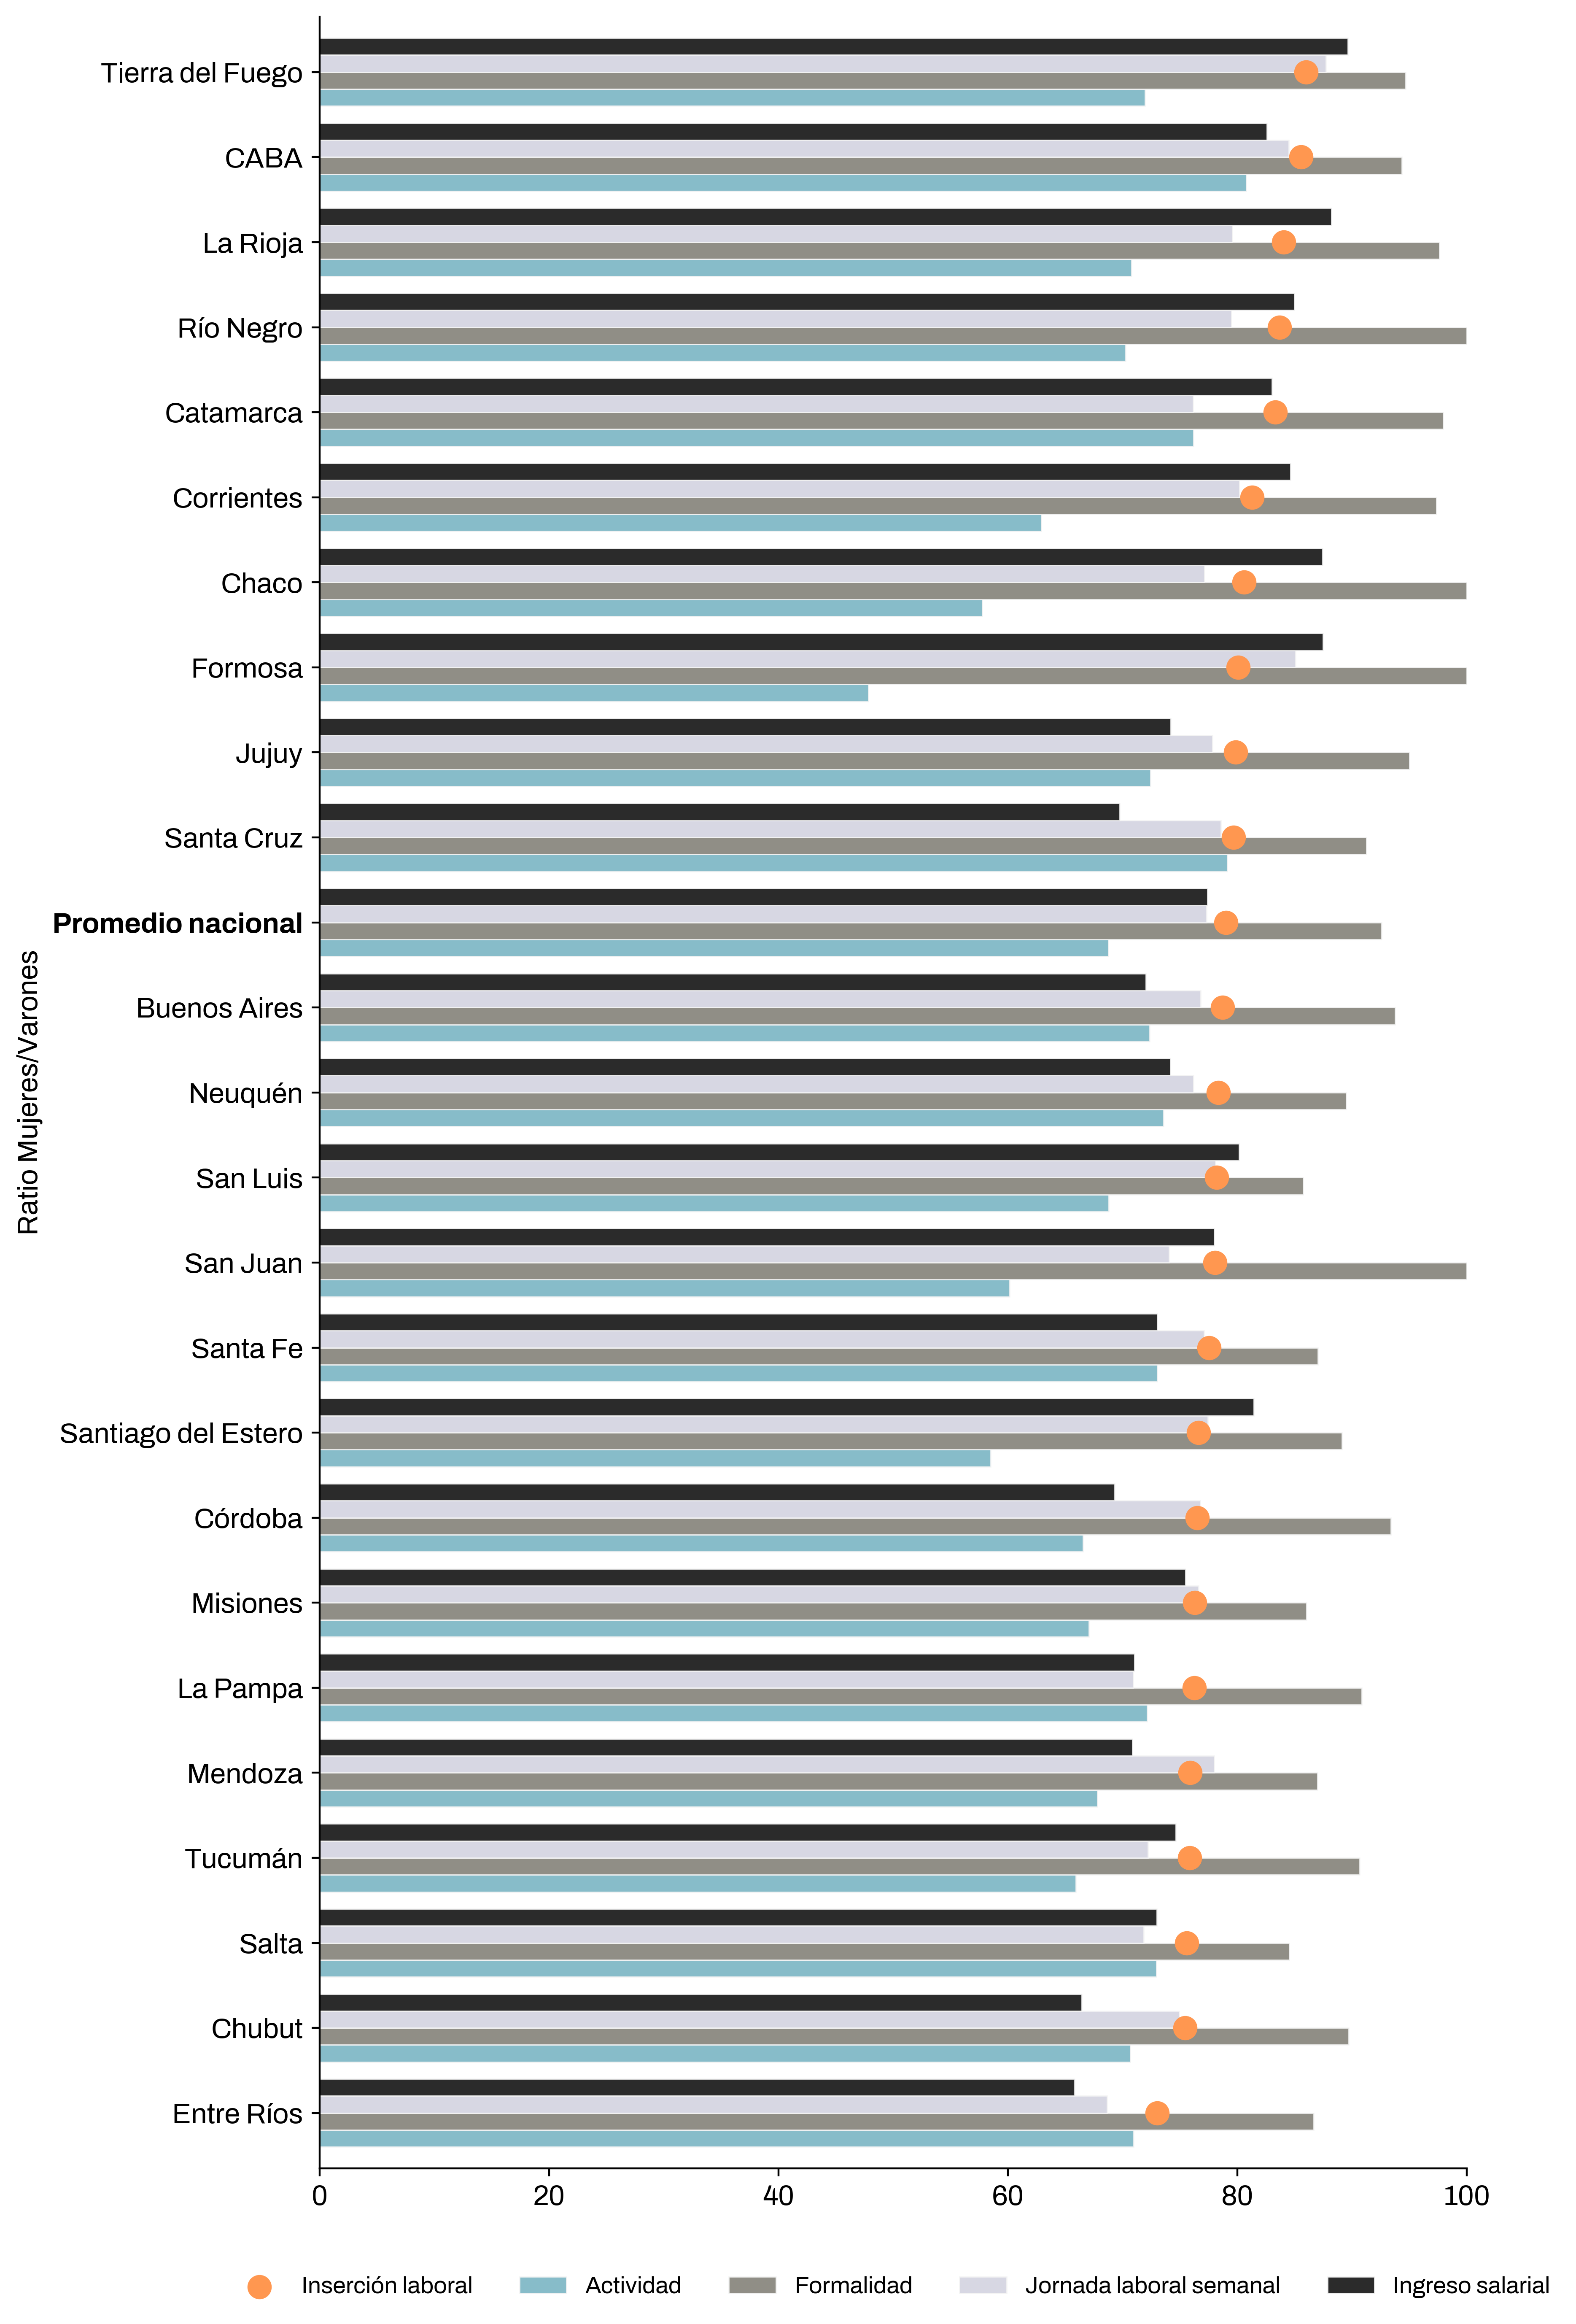 Tierra del Fuego
CABA
La Rioja
Río Negro
Catamarca
Corrientes
Chaco
Formosa
Jujuy
Santa Cruz
Promedio nacional
Buenos Aires
Neuquén
San Luis
San Juan
Santa Fe
Santiago del Estero
Córdoba
Misiones
La Pampa
Mendoza
Tucumán
Salta
Chubut
Entre Ríos
Ratio Mujeres/Varones
0 20 40 60 80 100
Inserción laboral Actividad Formalidad Jornada laboral semanal Ingreso salarial